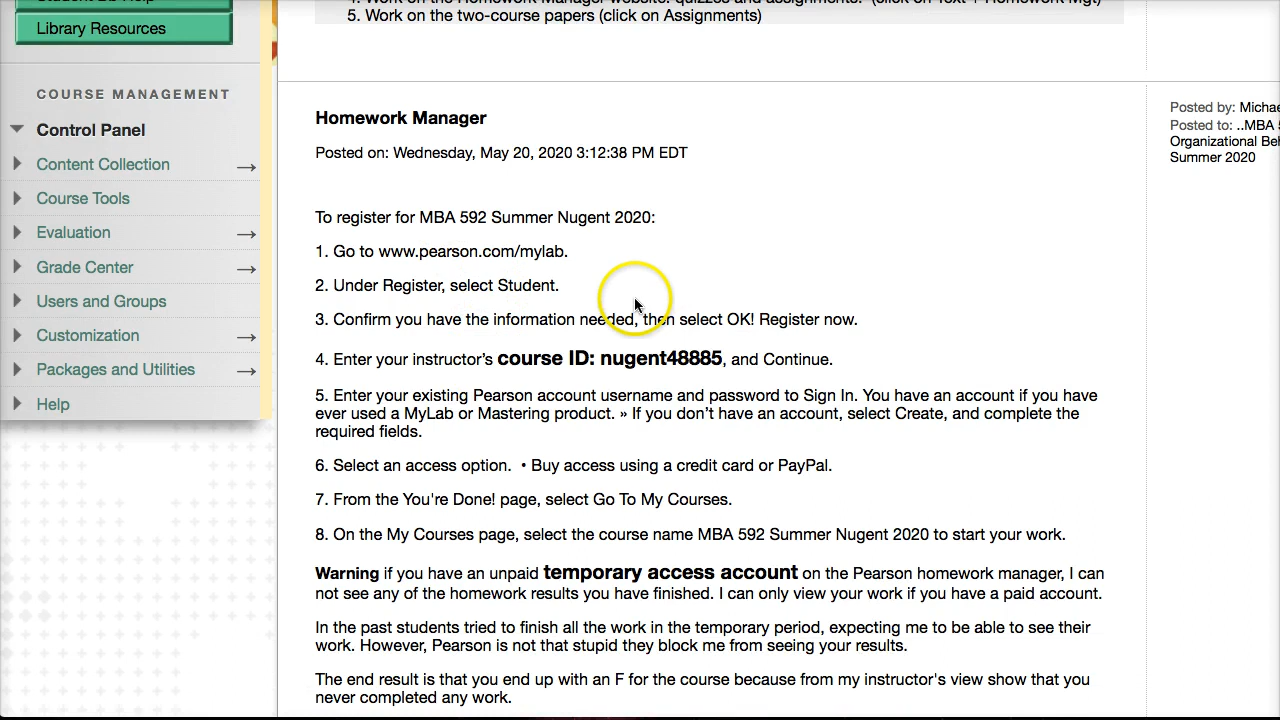 Library Resources
COURSE MANAGEMENT
Control Panel
Content Collection
Course Tools
Evaluation
Grade Center
Users and Groups
Customization
Packages and Utilities
Help
5. Work on the two-course papers (click on Assignments)
Homework Manager
Posted on: Wednesday, May 20, 2020 3:12:38 PM EDT
To register for MBA 592 Summer Nugent 2020:
1. Go to www.pearson.com/mylab.
2. Under Register, select Student.
3. Confirm you have the information needed, then select OK! Register now.
4. Enter your instructor’s course ID: nugent48885, and Continue.
5. Enter your existing Pearson account username and password to Sign In. You have an account if you have
ever used a MyLab or Mastering product. » If you don’t have an account, select Create, and complete the
required fields.
6. Select an access option. • Buy access using a credit card or PayPal.
7. From the You're Done! page, select Go To My Courses.
8. On the My Courses page, select the course name MBA 592 Summer Nugent 2020 to start your work.
Warning if you have an unpaid temporary access account on the Pearson homework manager, I can
not see any of the homework results you have finished. I can only view your work if you have a paid account.
In the past students tried to finish all the work in the temporary period, expecting me to be able to see their
work. However, Pearson is not that stupid they block me from seeing your results.
The end result is that you end up with an F for the course because from my instructor's view show that you
never completed any work.
Posted by: Michae
Posted to: ..MBA
Organizational Be
Summer 2020